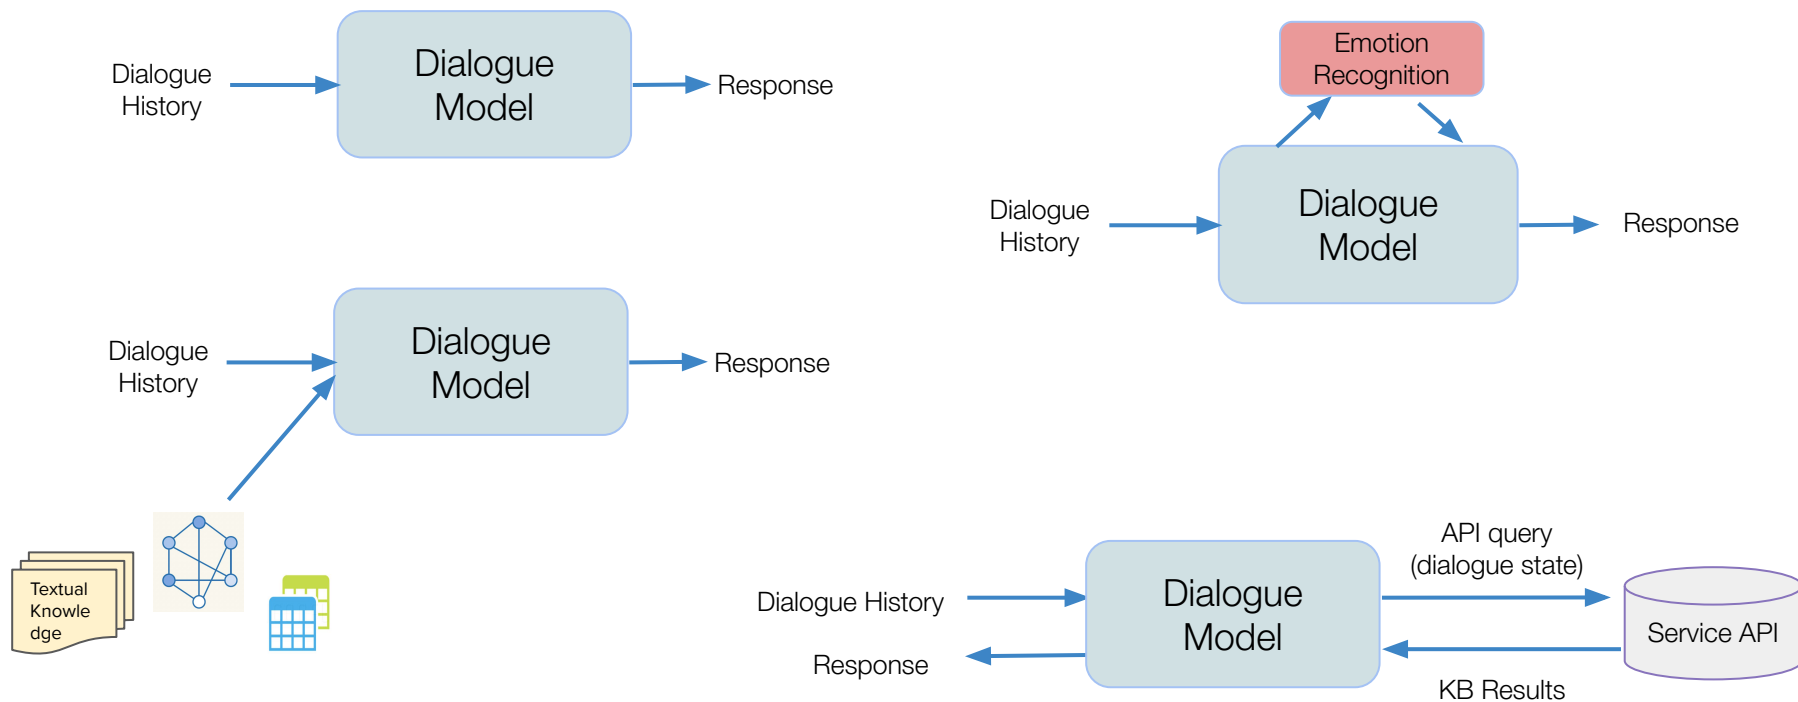 Dialogue
History
Dialogue
Model
Response
Emotion
Recognition
Dialogue
History
Dialogue
Model
Response
Dialogue
History
Dialogue
Model
Response
Textual
Knowle
dge
Dialogue History
Response
Dialogue
Model
API query
(dialogue state)
Service API
KB Results